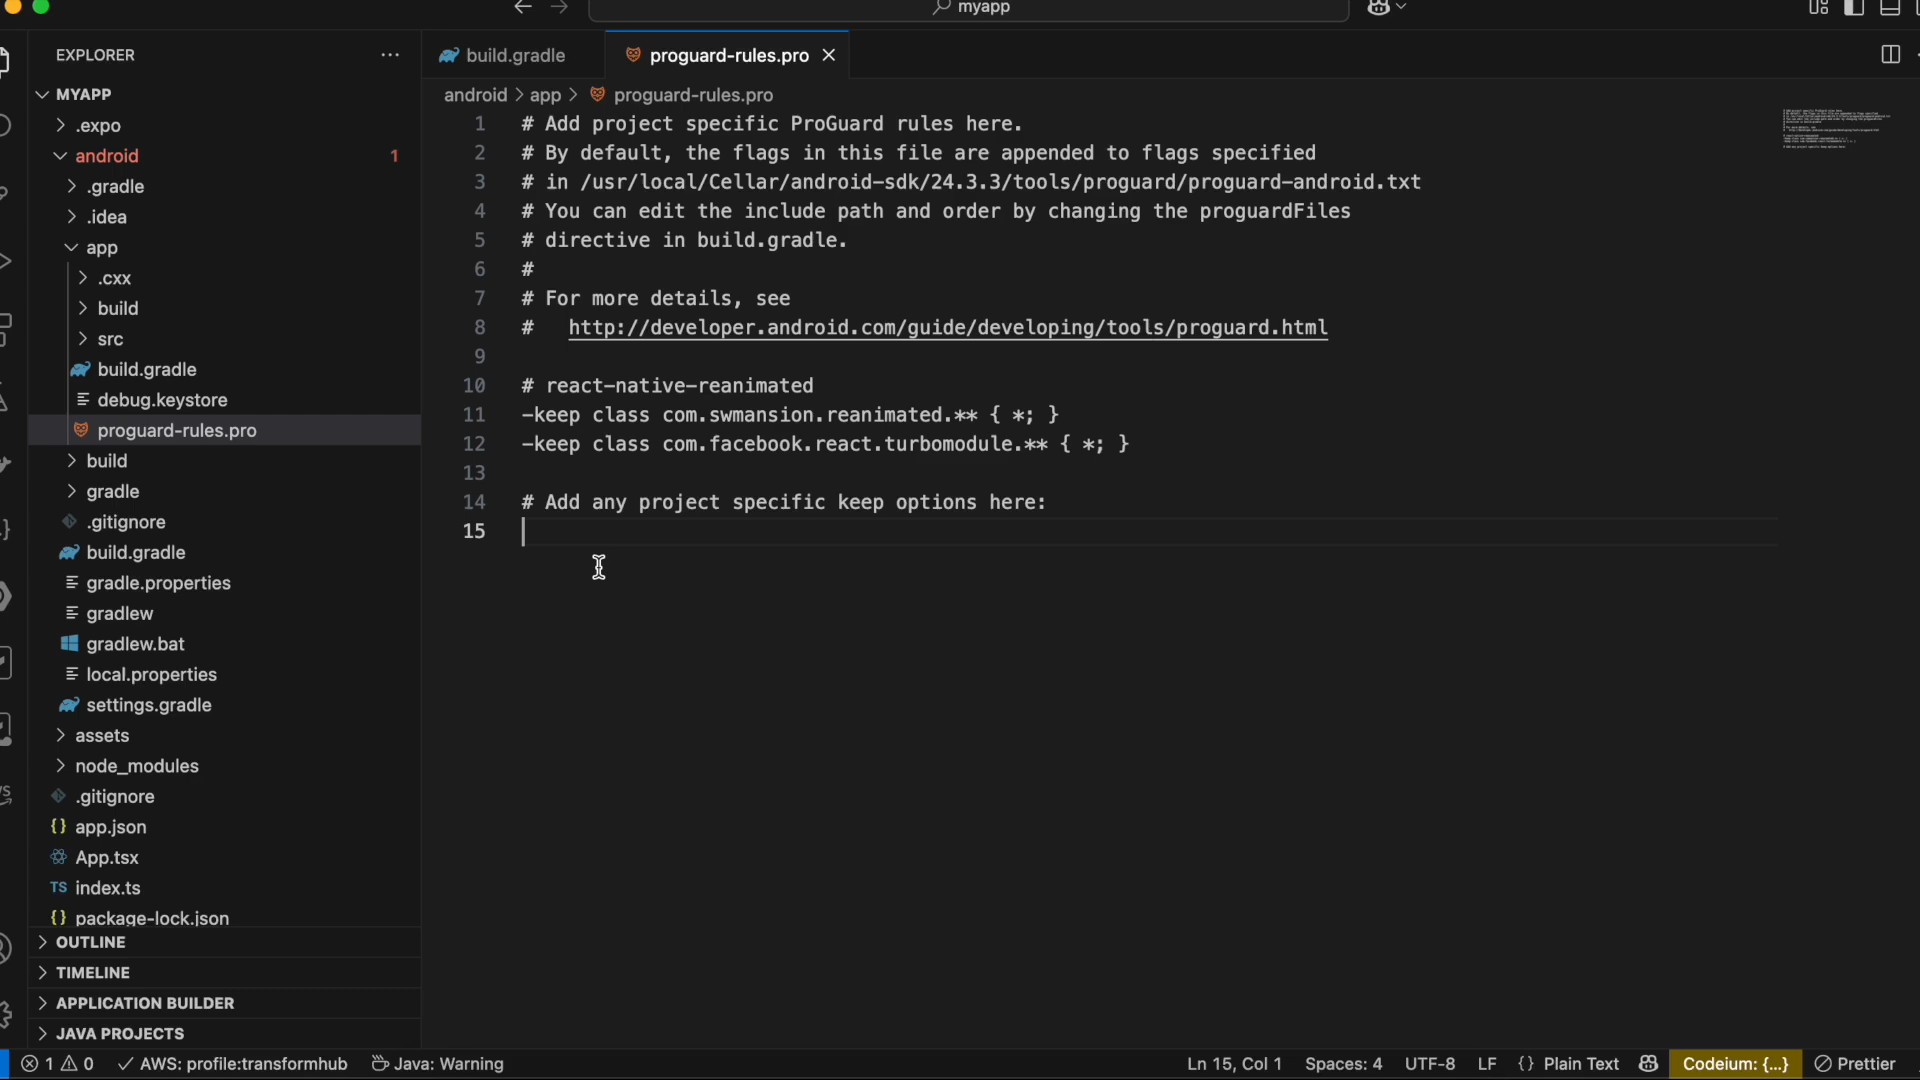 myapp
EXPLORER
MYAPP
.expo
android 1
.gradle
.idea
app
.cxx
build
src
build.gradle
debug.keystore
proguard-rules.pro
build
gradle
.gitignore
build.gradle
gradle.properties
gradlew
gradlew.bat
local.properties
settings.gradle
assets
node_modules
.gitignore
{} app.json
App.tsx
TS index.ts
{} package-lock.json
OUTLINE
TIMELINE
APPLICATION BUILDER
JAVA PROJECTS
build.gradle
proguard-rules.pro
android > app > proguard-rules.pro
1 # Add project specific ProGuard rules here.
2 # By default, the flags in this file are appended to flags specified
3 # in /usr/local/Cellar/android-sdk/24.3.3/tools/proguard/proguard-android.txt
4 # You can edit the include path and order by changing the proguardFiles
5 # directive in build.gradle.
6 #
7 # For more details, see
8 #   http://developer.android.com/guide/developing/tools/proguard.html
9
10 # react-native-reanimated
11 -keep class com.swmansion.reanimated.** { *; }
12 -keep class com.facebook.react.turbomodule.** { *; }
13
14 # Add any project specific keep options here:
15
1 0 AWS: profile:transformhub Java: Warning Ln 15, Col 1 Spaces: 4 UTF-8 LF {} Plain Text Codeium: {...} Prettier